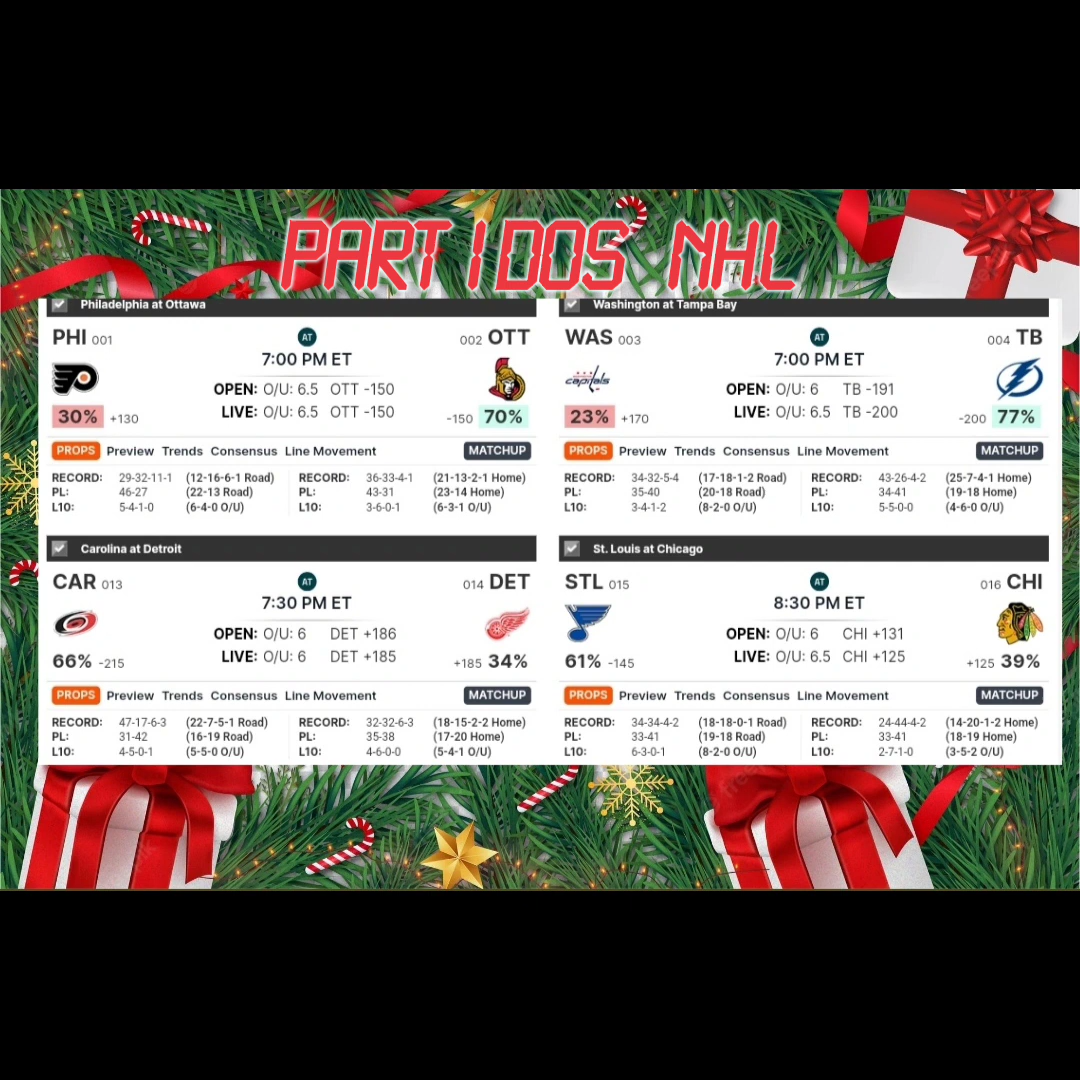 PARTIDOS NHL
Philadelphia at Ottawa
PHI 001
AT
002 OTT
7:00 PM ET
OPEN: O/U: 6.5 OTT -150
LIVE: O/U: 6.5 OTT -150
30% +130
-150 70%
PROPS Preview Trends Consensus Line Movement MATCHUP
RECORD: 29-32-11-1 (12-16-6-1 Road) RECORD: 36-33-4-1 (21-13-2-1 Home)
PL: 46-27 (22-13 Road) PL: 43-31 (23-14 Home)
L10: 5-4-1-0 (6-4-0 O/U) L10: 3-6-0-1 (6-3-1 O/U)
Washington at Tampa Bay
WAS 003
AT
004 TB
7:00 PM ET
capitals
OPEN: O/U: 6 TB -191
LIVE: O/U: 6.5 TB -200
23% +170
-200 77%
PROPS Preview Trends Consensus Line Movement MATCHUP
RECORD: 34-32-5-4 (17-18-1-2 Road) RECORD: 43-26-4-2 (25-7-4-1 Home)
PL: 35-40 (20-18 Road) PL: 34-41 (19-18 Home)
L10: 3-4-1-2 (8-2-0 O/U) L10: 5-5-0-0 (4-6-0 O/U)
Carolina at Detroit
CAR 013
AT
014 DET
7:30 PM ET
OPEN: O/U: 6 DET +186
LIVE: O/U: 6 DET +185
66% -215
+185 34%
PROPS Preview Trends Consensus Line Movement MATCHUP
RECORD: 47-17-6-3 (22-7-5-1 Road) RECORD: 32-32-6-3 (18-15-2-2 Home)
PL: 31-42 (16-19 Road) PL: 35-38 (17-20 Home)
L10: 4-5-0-1 (5-5-0 O/U) L10: 4-6-0-0 (5-4-1 O/U)
St. Louis at Chicago
STL 015
AT
016 CHI
8:30 PM ET
OPEN: O/U: 6 CHI +131
LIVE: O/U: 6.5 CHI +125
61% -145
+125 39%
PROPS Preview Trends Consensus Line Movement MATCHUP
RECORD: 34-34-4-2 (18-18-0-1 Road) RECORD: 24-44-4-2 (14-20-1-2 Home)
PL: 33-41 (19-18 Road) PL: 33-41 (18-19 Home)
L10: 6-3-0-1 (8-2-0 O/U) L10: 2-7-1-0 (3-5-2 O/U)